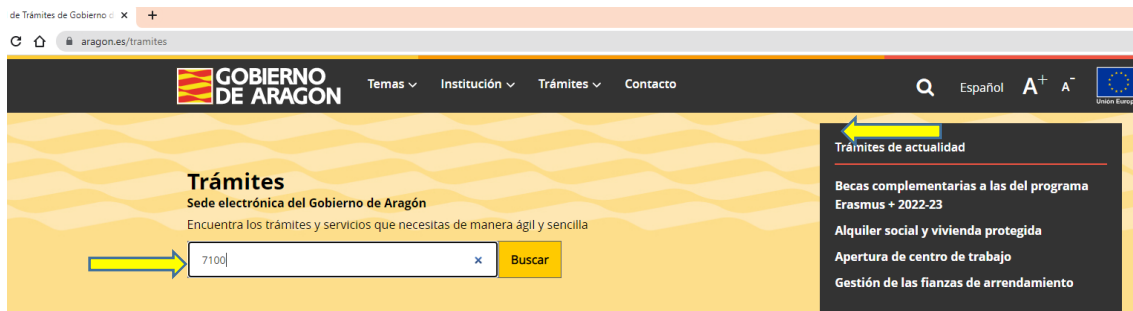 de Trámites de Gobierno d
aragon.es/tramites
GOBIERNO
DE ARAGON
Temas
Institución
Trámites
Contacto
Español
A+
A-
Unión Europ
Trámites
Sede electrónica del Gobierno de Aragón
Encuentra los trámites y servicios que necesitas de manera ágil y sencilla
7100
Buscar
Trámites de actualidad
Becas complementarias a las del programa
Erasmus + 2022-23
Alquiler social y vivienda protegida
Apertura de centro de trabajo
Gestión de las fianzas de arrendamiento